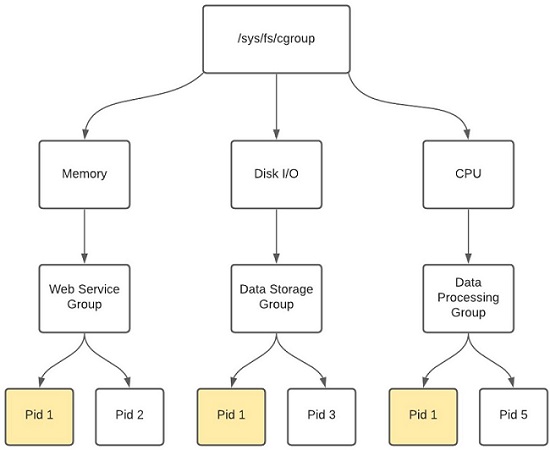 /sys/fs/cgroup
Memory
Disk I/O
CPU
Web Service
Group
Data Storage
Group
Data
Processing
Group
Pid 1
Pid 2
Pid 1
Pid 3
Pid 1
Pid 5